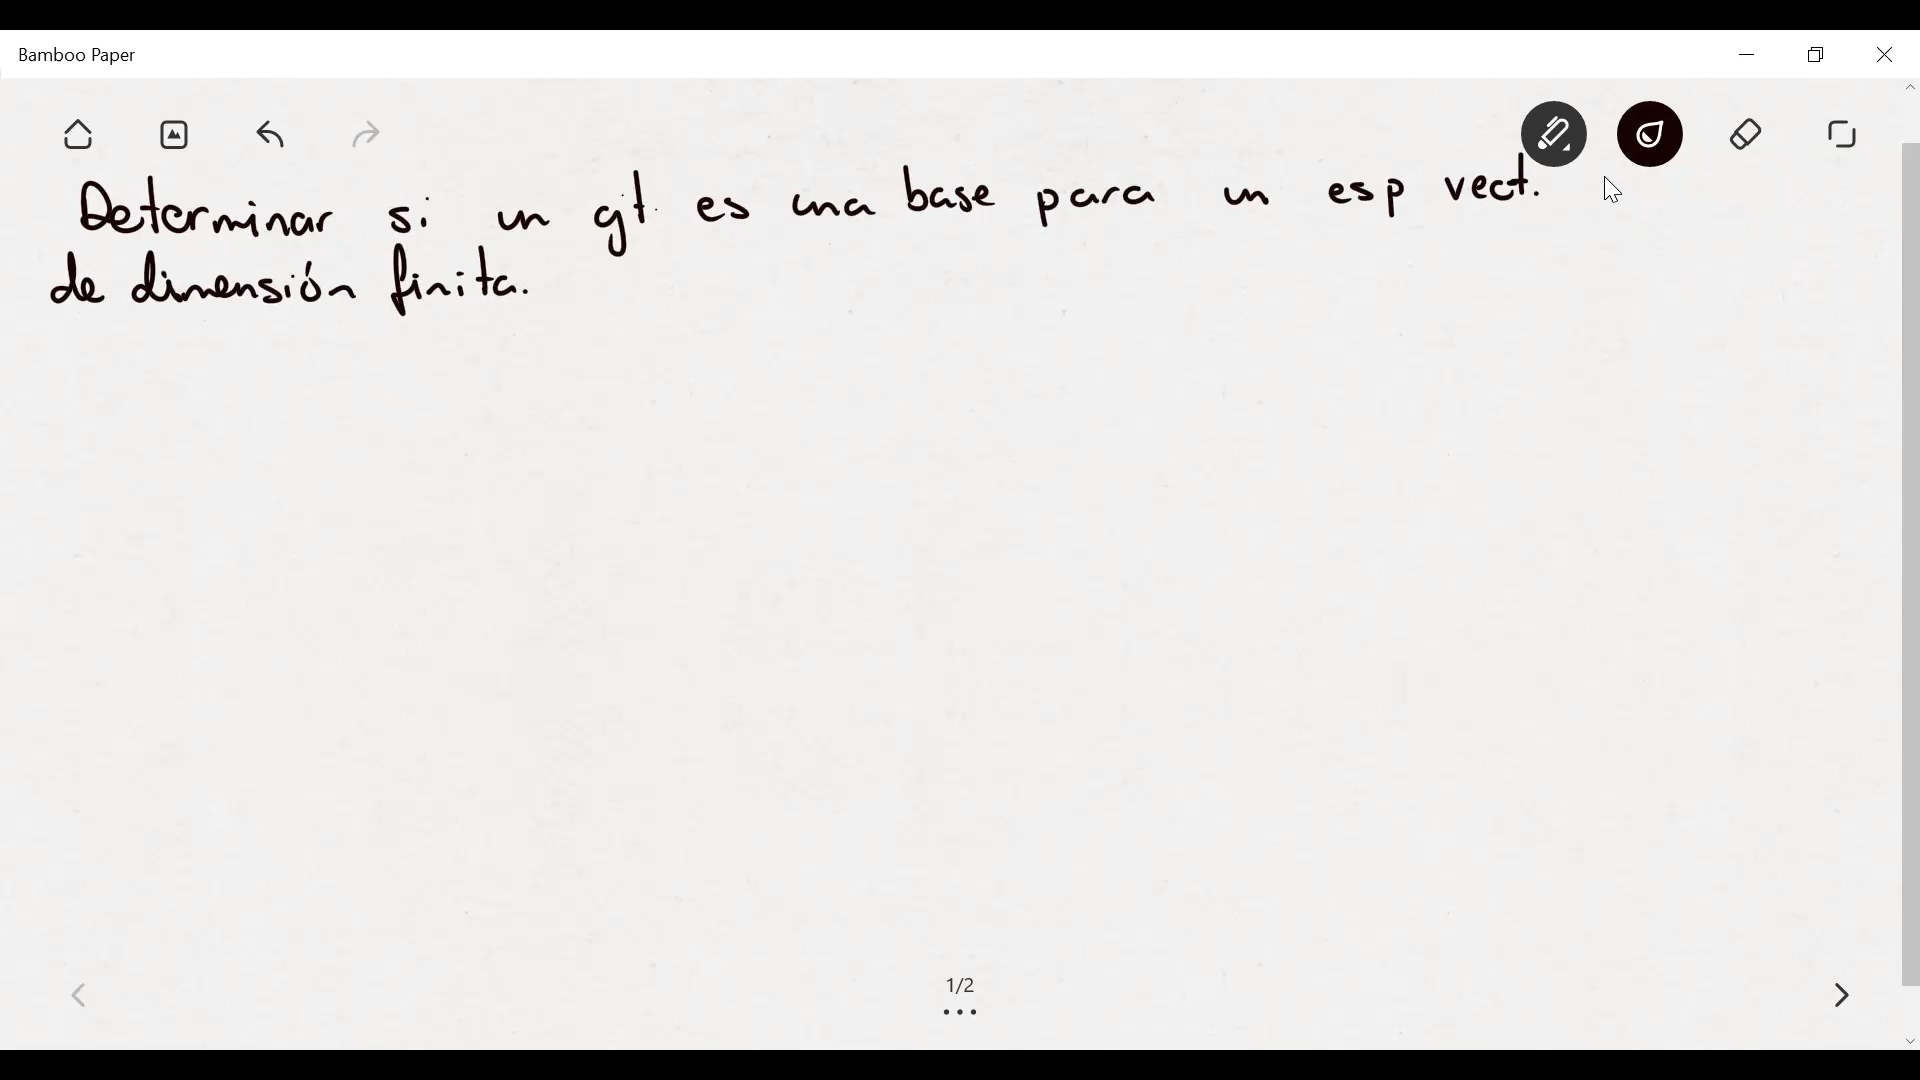 Bamboo Paper
Determinar si un gt. es una base para un esp vect.
de dimensión finita.
1/2